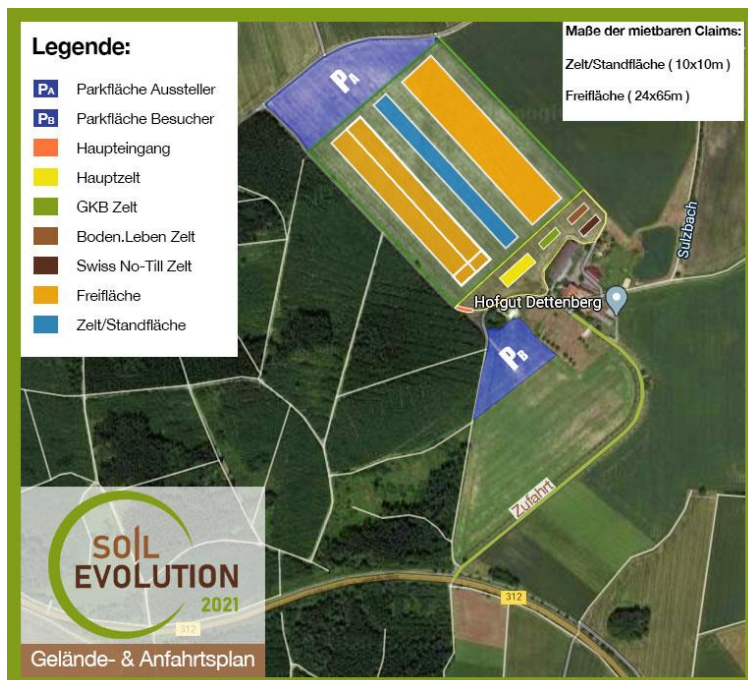 Legende:
PA Parkfläche Aussteller
PB Parkfläche Besucher
Haupteingang
Hauptzelt
GKB Zelt
Boden.Leben Zelt
Swiss No-Till Zelt
Freifläche
Zelt/Standfläche
Maße der mietbaren Claims:
Zelt/Standfläche ( 10x10m )
Freifläche ( 24x65m )
PA
Sulzbach
Hofgut Dettenberg
PB
Zufahrt
312
312
SOIL
EVOLUTION
2021
Gelände- & Anfahrtsplan